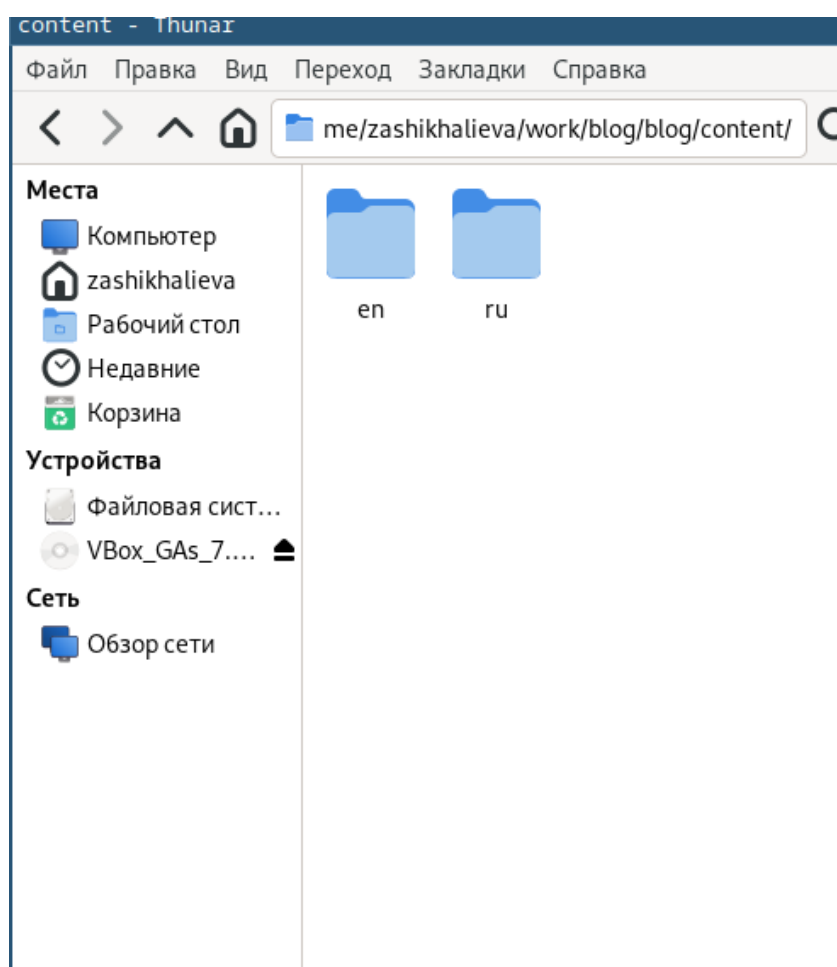 content - Thunar
Файл Правка Вид Переход Закладки Справка
me/zashikhalieva/work/blog/blog/content/
Места
Компьютер
zashikhalieva
Рабочий стол
Недавние
Корзина
Устройства
Файловая сист...
VBox_GAs_7....
Сеть
Обзор сети
en
ru